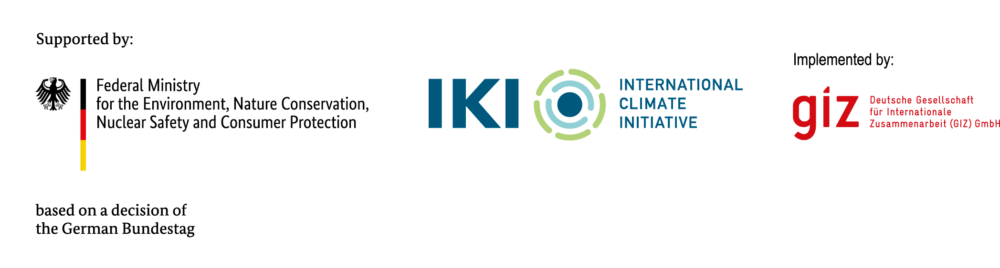 Supported by:
Federal Ministry
for the Environment, Nature Conservation,
Nuclear Safety and Consumer Protection
based on a decision of
the German Bundestag
IKI
INTERNATIONAL
CLIMATE
INITIATIVE
Implemented by:
giz
Deutsche Gesellschaft
für Internationale
Zusammenarbeit (GIZ) GmbH